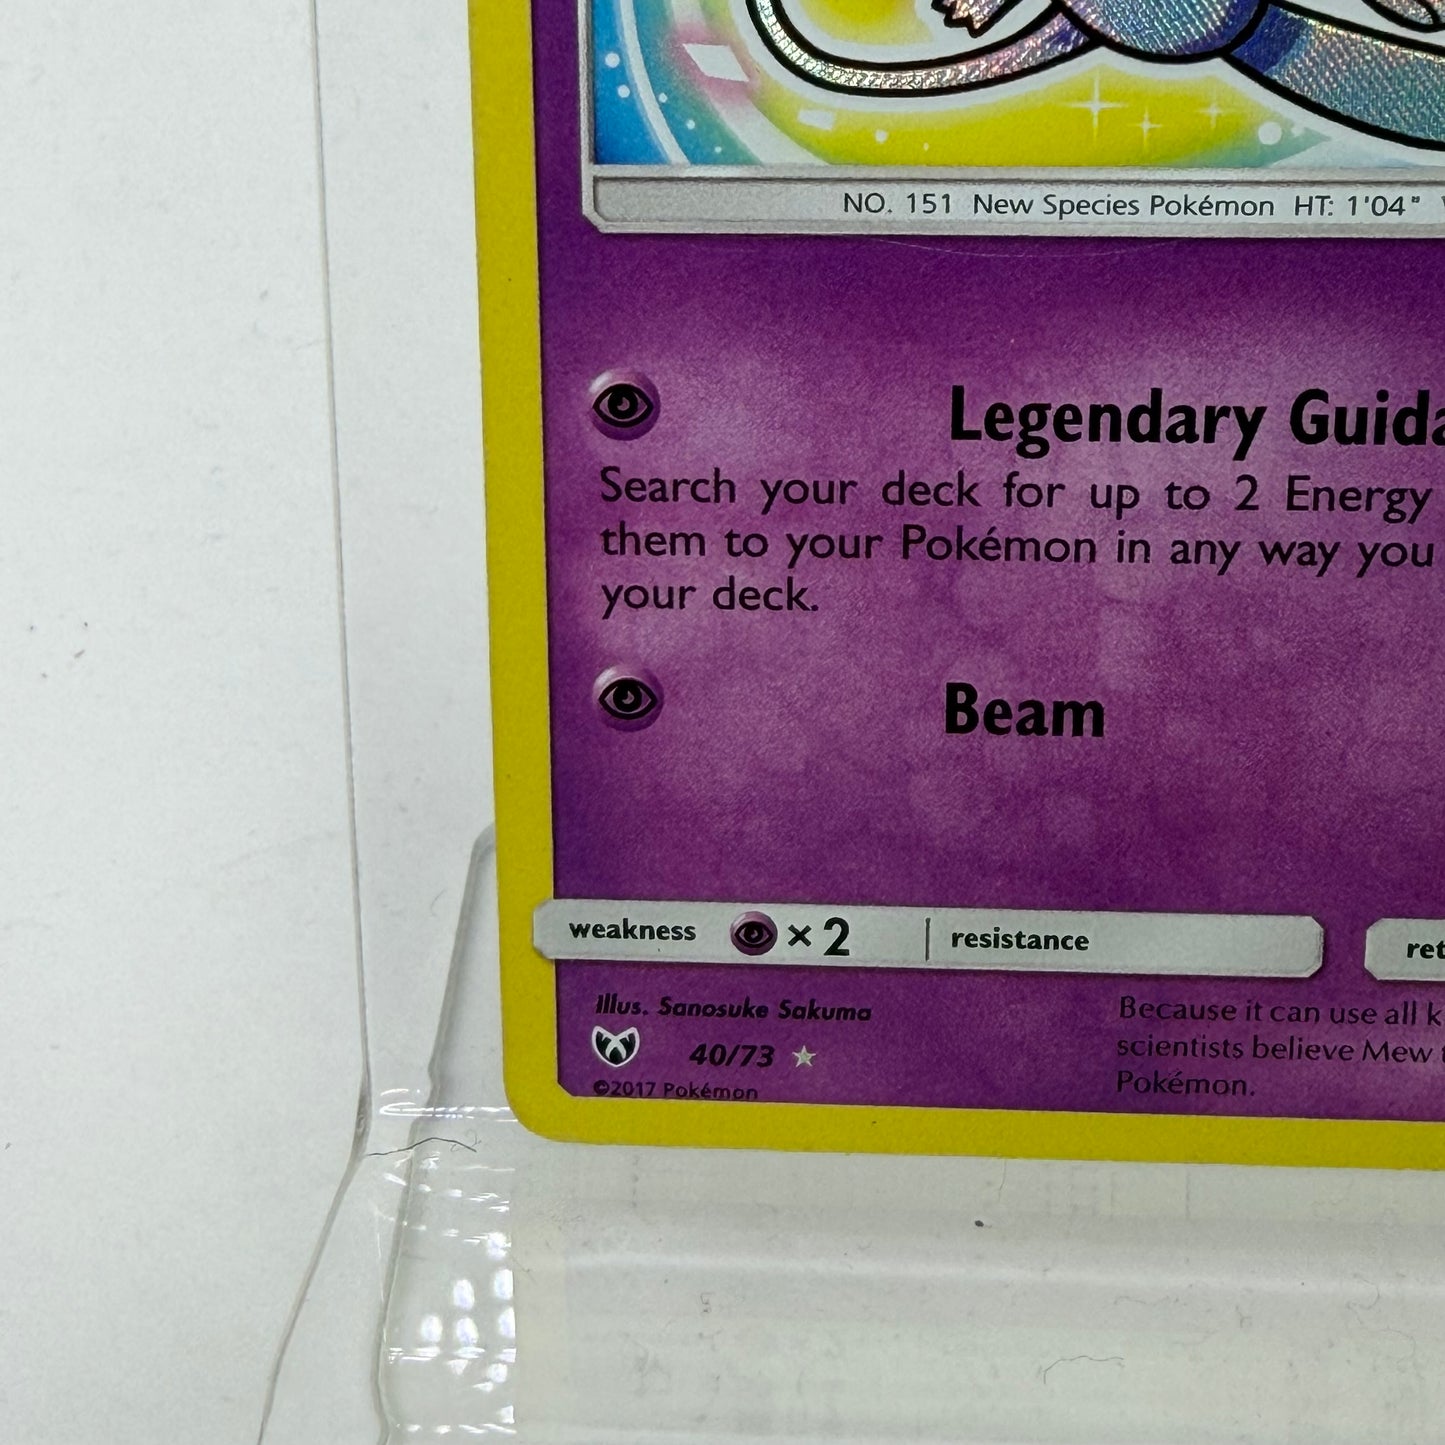 NO. 151 New Species Pokémon HT: 1'04"
Legendary Guida
Search your deck for up to 2 Energy
them to your Pokémon in any way you
your deck.
Beam
weakness ×2 resistance ret
Illus. Sanosuke Sakuma
40/73
©2017 Pokémon
Because it can use all k
scientists believe Mew t
Pokémon.